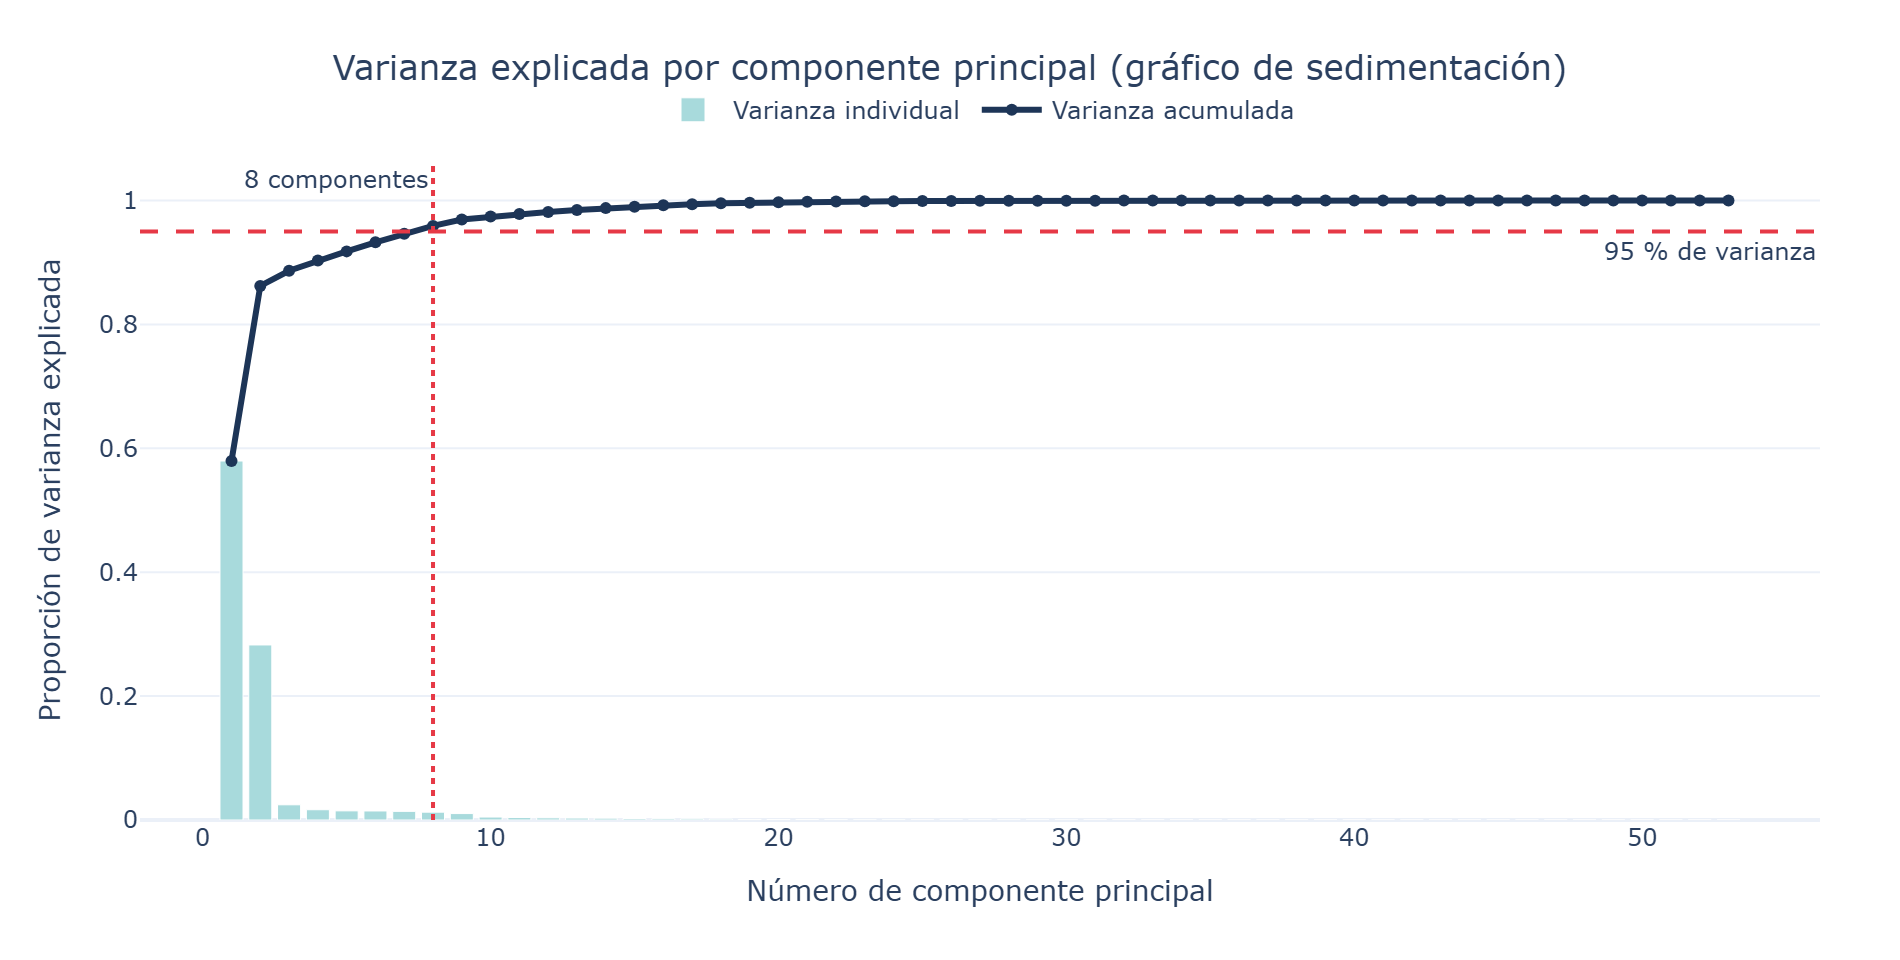 Varianza explicada por componente principal (gráfico de sedimentación)
Varianza individual
Varianza acumulada
8 componentes
1
95 % de varianza
0.8
0.6
0.4
0.2
0
Proporción de varianza explicada
0
10
20
30
40
50
Número de componente principal